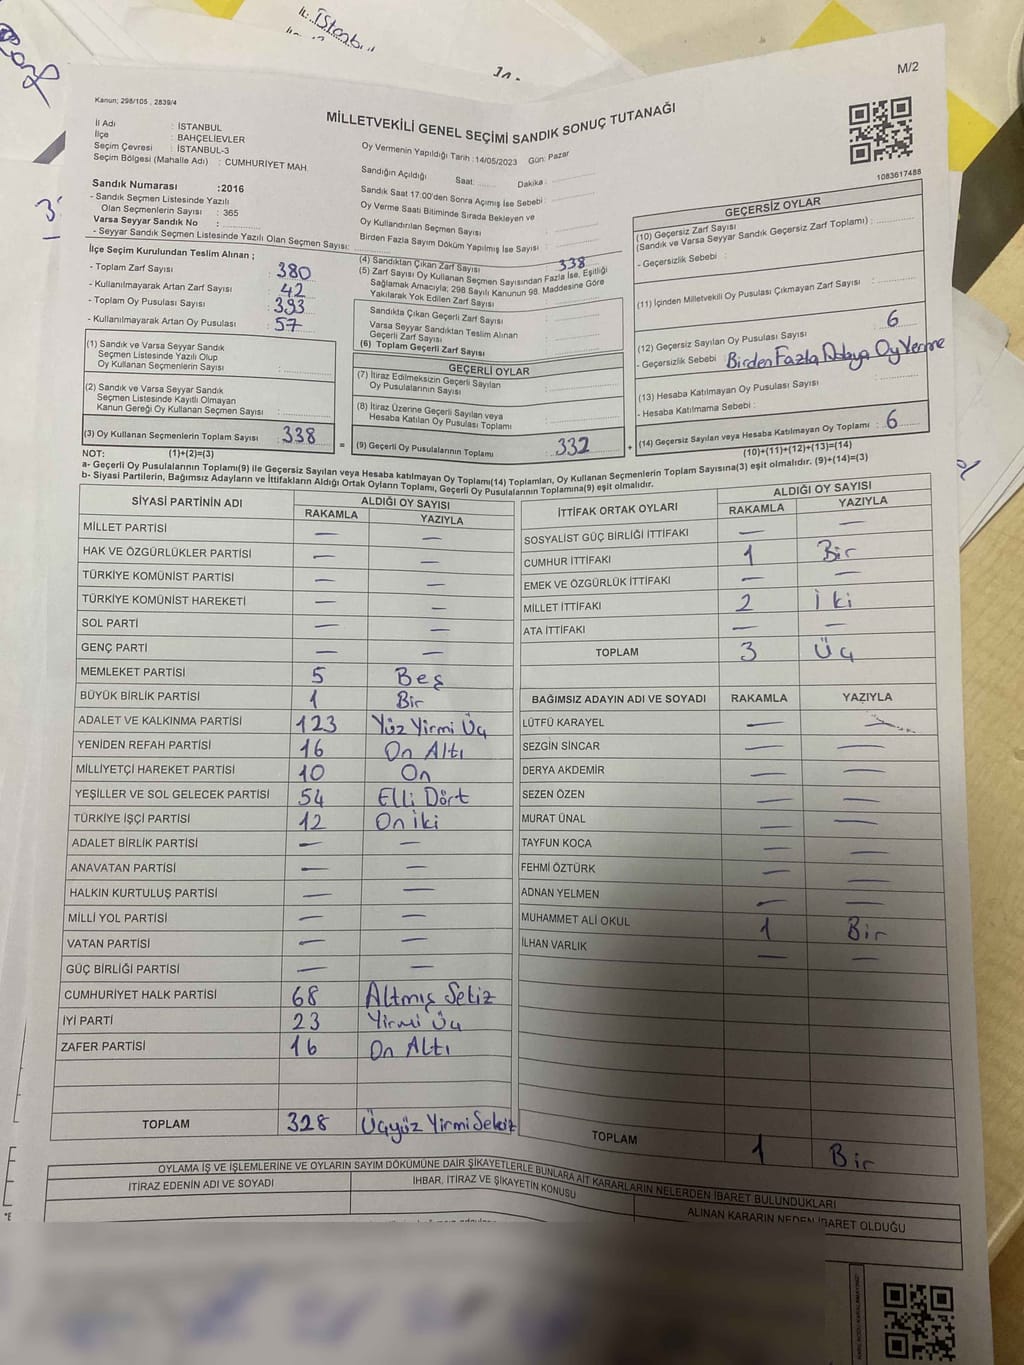 İL: İstanbul
M/2
Kanun; 298/105 , 2839/4
MİLLETVEKİLİ GENEL SEÇİMİ SANDIK SONUÇ TUTANAĞI
İl Adı : İSTANBUL
İlçe : BAHÇELİEVLER
Seçim Çevresi : İSTANBUL-3
Seçim Bölgesi (Mahalle Adı) : CUMHURİYET MAH.
Sandık Numarası :2016
- Sandık Seçmen Listesinde Yazılı
Olan Seçmenlerin Sayısı : 365
Varsa Seyyar Sandık No :
- Seyyar Sandık Seçmen Listesinde Yazılı Olan Seçmen Sayısı:
Oy Vermenin Yapıldığı Tarih : 14/05/2023 Gün: Pazar
Sandığın Açıldığı Saat: Dakika :
Sandık Saat 17:00'den Sonra Açımış İse Sebebi :
Oy Verme Saati Bitiminde Sırada Bekleyen ve
Oy Kullandırılan Seçmen Sayısı :
Birden Fazla Sayım Döküm Yapılmış İse Sayısı :
1083617488
İlçe Seçim Kurulundan Teslim Alınan ;
- Toplam Zarf Sayısı : 380
- Kullanılmayarak Artan Zarf Sayısı : 42
- Toplam Oy Pusulası Sayısı : 393
- Kullanılmayarak Artan Oy Pusulası : 57
(1) Sandık ve Varsa Seyyar Sandık
Seçmen Listesinde Yazılı Olup
Oy Kullanan Seçmenlerin Sayısı :
(2) Sandık ve Varsa Seyyar Sandık
Seçmen Listesinde Kayıtlı Olmayan
Kanun Gereği Oy Kullanan Seçmen Sayısı :
(3) Oy Kullanan Seçmenlerin Toplam Sayısı : 338
(4) Sandıktan Çıkan Zarf Sayısı : 338
(5) Zarf Sayısı Oy Kullanan Seçmen Sayısından Fazla İse, Eşitliği
Sağlamak Amacıyla; 298 Sayılı Kanunun 98. Maddesine Göre
Yakılarak Yok Edilen Zarf Sayısı :
Sandıkta Çıkan Geçerli Zarf Sayısı :
Varsa Seyyar Sandıktan Teslim Alınan
Geçerli Zarf Sayısı :
(6) Toplam Geçerli Zarf Sayısı :
GEÇERLİ OYLAR
(7) İtiraz Edilmeksizin Geçerli Sayılan
Oy Pusulalarının Sayısı :
(8) İtiraz Üzerine Geçerli Sayılan veya
Hesaba Katılan Oy Pusulası Toplamı :
= (9) Geçerli Oy Pusulalarının Toplamı : 332
GEÇERSİZ OYLAR
(10) Geçersiz Zarf Sayısı
(Sandık ve Varsa Seyyar Sandık Geçersiz Zarf Toplamı) :
- Geçersizlik Sebebi :
(11) İçinden Milletvekili Oy Pusulası Çıkmayan Zarf Sayısı :
(12) Geçersiz Sayılan Oy Pusulası Sayısı : 6
- Geçersizlik Sebebi : Birden Fazla Adaya Oy Verme
(13) Hesaba Katılmayan Oy Pusulası Sayısı :
- Hesaba Katılmama Sebebi :
+ (14) Geçersiz Sayılan veya Hesaba Katılmayan Oy Toplamı : 6
NOT: (1)+(2)=(3)
(10)+(11)+(12)+(13)=(14)
a- Geçerli Oy Pusulalarının Toplamı(9) ile Geçersiz Sayılan veya Hesaba katılmayan Oy Toplamı(14) Toplamları, Oy Kullanan Seçmenlerin Toplam Sayısına(3) eşit olmalıdır. (9)+(14)=(3)
b- Siyasi Partilerin, Bağımsız Adayların ve İttifakların Aldığı Ortak Oyların Toplamı, Geçerli Oy Pusulalarının Toplamına(9) eşit olmalıdır.
SİYASİ PARTİNİN ADI ALDIĞI OY SAYISI
RAKAMLA YAZIYLA
MİLLET PARTİSİ — —
HAK VE ÖZGÜRLÜKLER PARTİSİ — —
TÜRKİYE KOMÜNİST PARTİSİ — —
TÜRKİYE KOMÜNİST HAREKETİ — —
SOL PARTİ — —
GENÇ PARTİ — —
MEMLEKET PARTİSİ 5 Beş
BÜYÜK BİRLİK PARTİSİ 1 Bir
ADALET VE KALKINMA PARTİSİ 123 Yüz Yirmi Üç
YENİDEN REFAH PARTİSİ 16 On Altı
MİLLİYETÇİ HAREKET PARTİSİ 10 On
YEŞİLLER VE SOL GELECEK PARTİSİ 54 Elli Dört
TÜRKİYE İŞÇİ PARTİSİ 12 On iki
ADALET BİRLİK PARTİSİ — —
ANAVATAN PARTİSİ — —
HALKIN KURTULUŞ PARTİSİ — —
MİLLİ YOL PARTİSİ — —
VATAN PARTİSİ — —
GÜÇ BİRLİĞİ PARTİSİ — —
CUMHURİYET HALK PARTİSİ 68 Altmış Sekiz
İYİ PARTİ 23 Yirmi Üç
ZAFER PARTİSİ 16 On Altı
TOPLAM 328 Üçyüz Yirmi Sekiz
İTTİFAK ORTAK OYLARI ALDIĞI OY SAYISI
RAKAMLA YAZIYLA
SOSYALİST GÜÇ BİRLİĞİ İTTİFAKI — —
CUMHUR İTTİFAKI 1 Bir
EMEK VE ÖZGÜRLÜK İTTİFAKI — —
MİLLET İTTİFAKI 2 İki
ATA İTTİFAKI — —
TOPLAM 3 Üç
BAĞIMSIZ ADAYIN ADI VE SOYADI RAKAMLA YAZIYLA
LÜTFÜ KARAYEL — —
SEZGİN SİNCAR — —
DERYA AKDEMİR — —
SEZEN ÖZEN — —
MURAT ÜNAL — —
TAYFUN KOCA — —
FEHMİ ÖZTÜRK — —
ADNAN YELMEN — —
MUHAMMET ALİ OKUL 1 Bir
İLHAN VARLIK — —
TOPLAM 1 Bir
OYLAMA İŞ VE İŞLEMLERİNE VE OYLARIN SAYIM DÖKÜMÜNE DAİR ŞİKAYETLERLE BUNLARA AİT KARARLARIN NELERDEN İBARET BULUNDUKLARI
İTİRAZ EDENİN ADI VE SOYADI
İHBAR, İTİRAZ VE ŞİKAYETİN KONUSU
ALINAN KARARIN NEDEN İBARET OLDUĞU